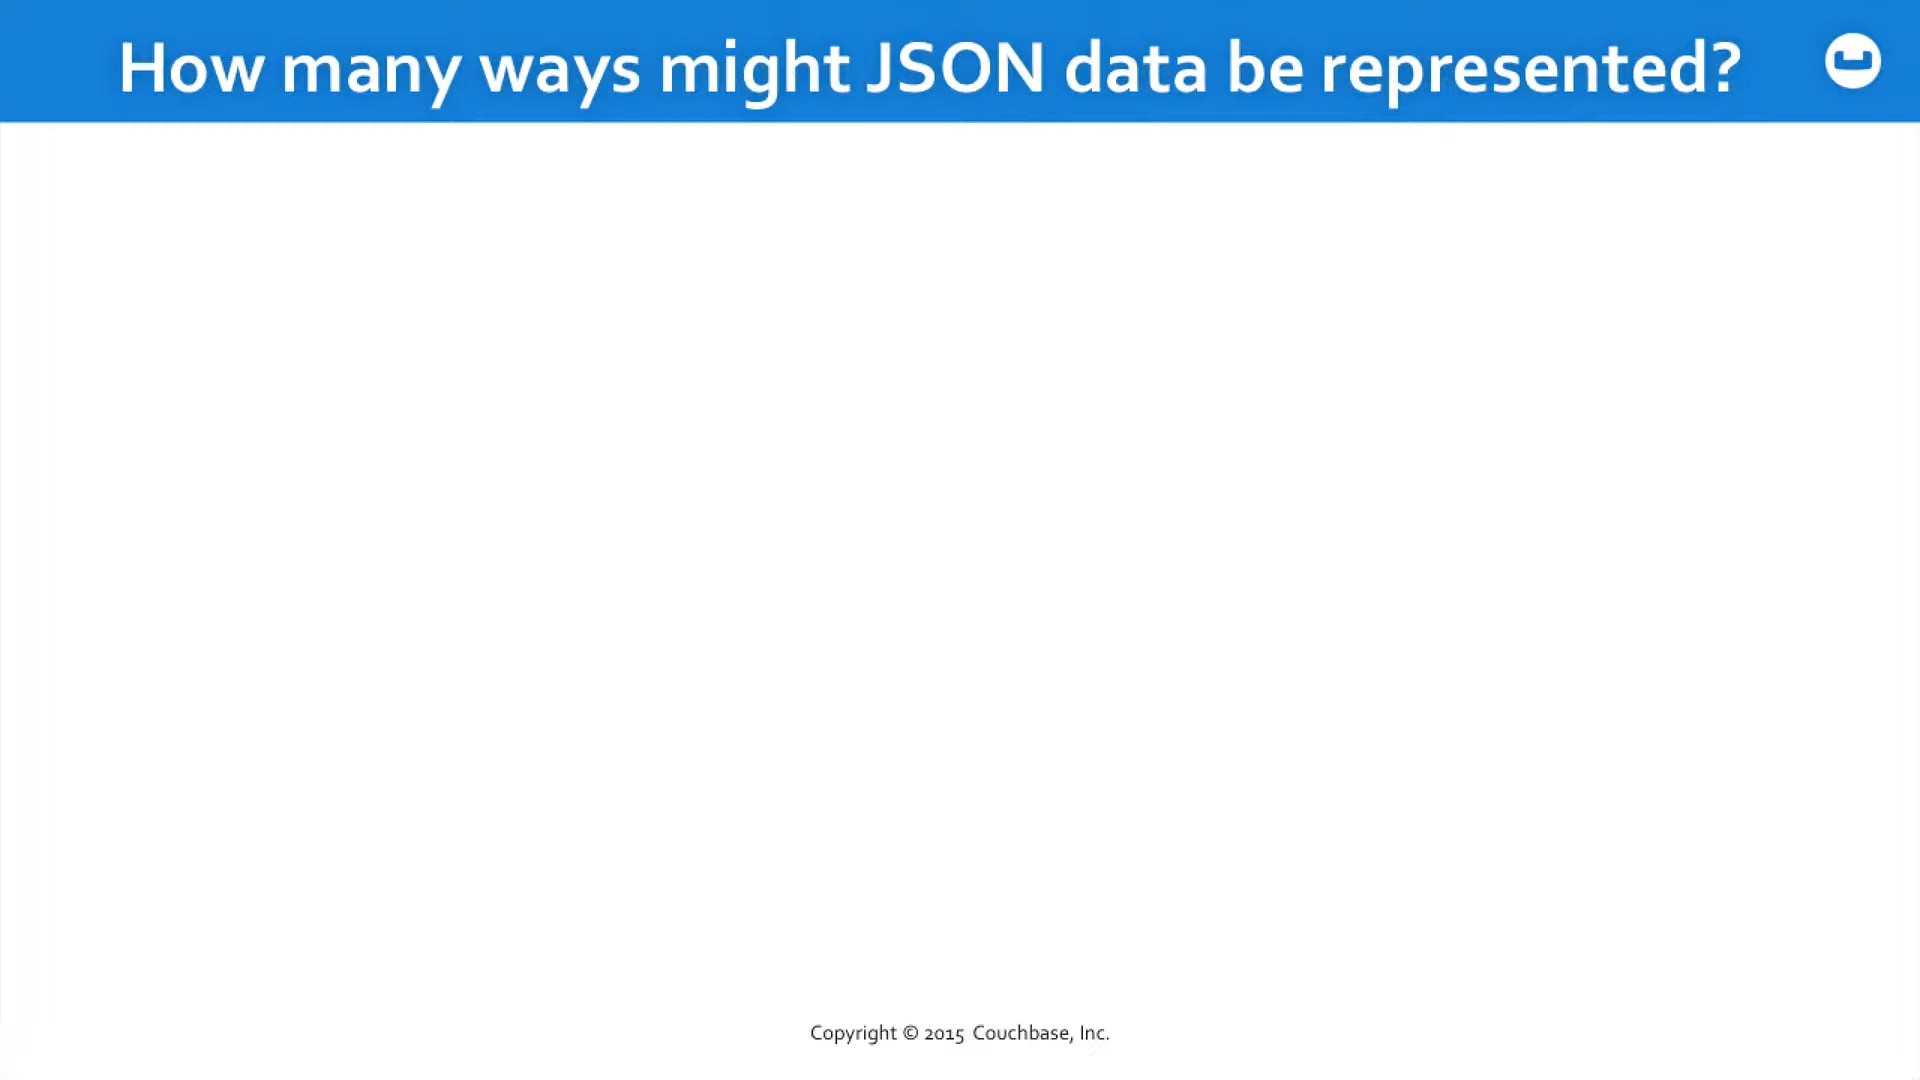 How many ways might JSON data be represented?
Copyright © 2015 Couchbase, Inc.